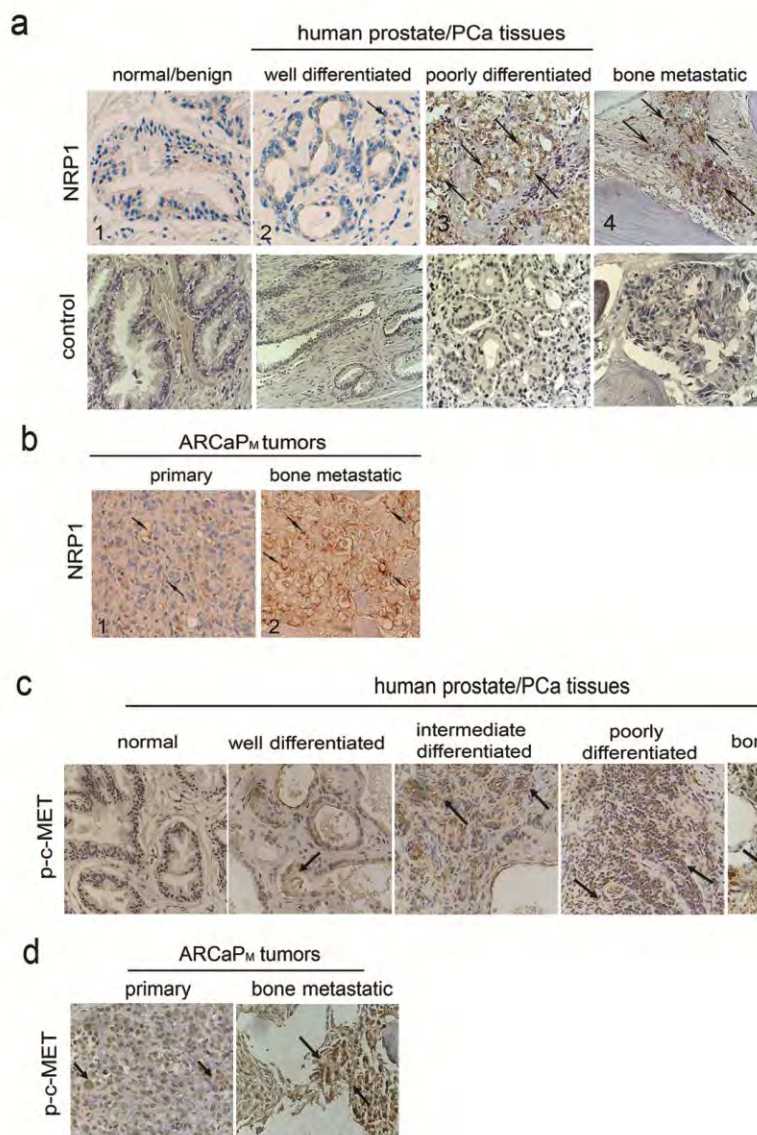 a
human prostate/PCa tissues
normal/benign well differentiated poorly differentiated bone metastatic
NRP1
1 2 3 4
control
b
ARCaPM tumors
primary bone metastatic
NRP1
1 2
c
human prostate/PCa tissues
normal well differentiated intermediate differentiated poorly differentiated
p-c-MET
d
ARCaPM tumors
primary bone metastatic
p-c-MET